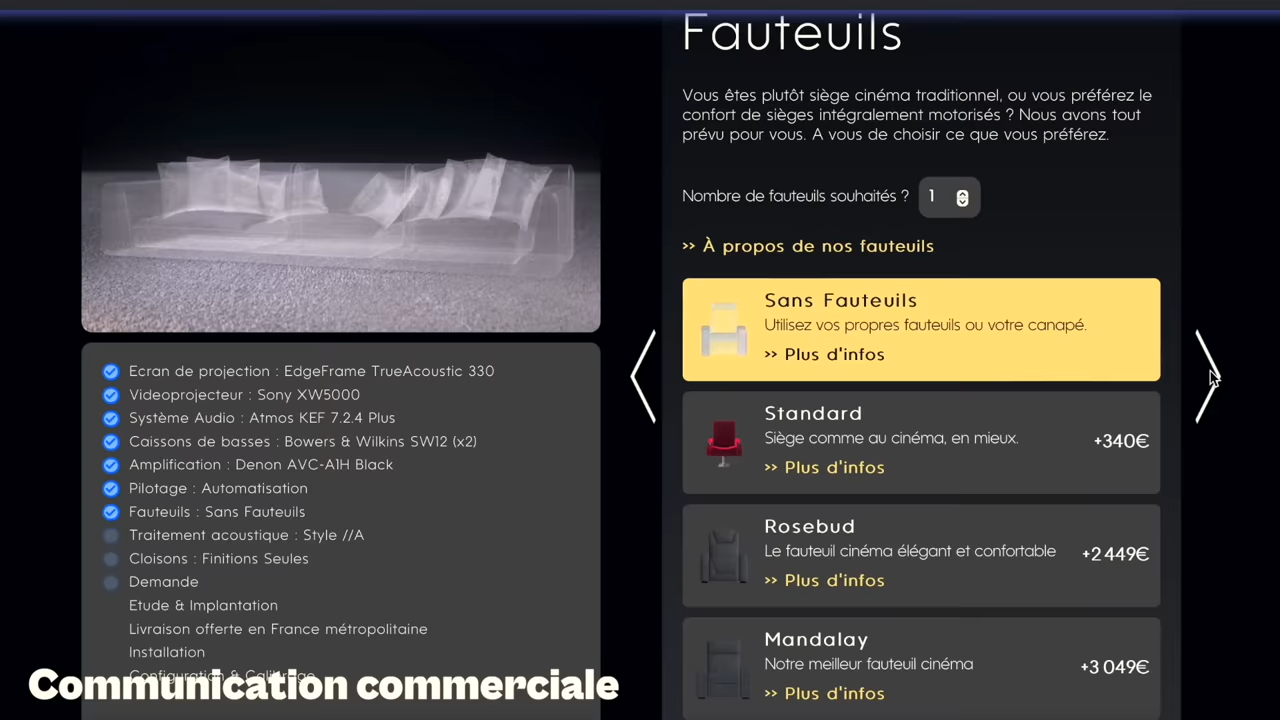 Fauteuils
Vous êtes plutôt siège cinéma traditionnel, ou vous préférez le
confort de sièges intégralement motorisés ? Nous avons tout
prévu pour vous. A vous de choisir ce que vous préférez.
Nombre de fauteuils souhaités ? 1
>> À propos de nos fauteuils
Sans Fauteuils
Utilisez vos propres fauteuils ou votre canapé.
>> Plus d'infos
Standard
Siège comme au cinéma, en mieux.
+340€
>> Plus d'infos
Rosebud
Le fauteuil cinéma élégant et confortable
+2 449€
>> Plus d'infos
Mandalay
Notre meilleur fauteuil cinéma
+3 049€
>> Plus d'infos
Ecran de projection : EdgeFrame TrueAcoustic 330
Videoprojecteur : Sony XW5000
Système Audio : Atmos KEF 7.2.4 Plus
Caissons de basses : Bowers & Wilkins SW12 (x2)
Amplification : Denon AVC-A1H Black
Pilotage : Automatisation
Fauteuils : Sans Fauteuils
Traitement acoustique : Style //A
Cloisons : Finitions Seules
Demande
Etude & Implantation
Livraison offerte en France métropolitaine
Installation
Configuration & Calibrage
Communication commerciale